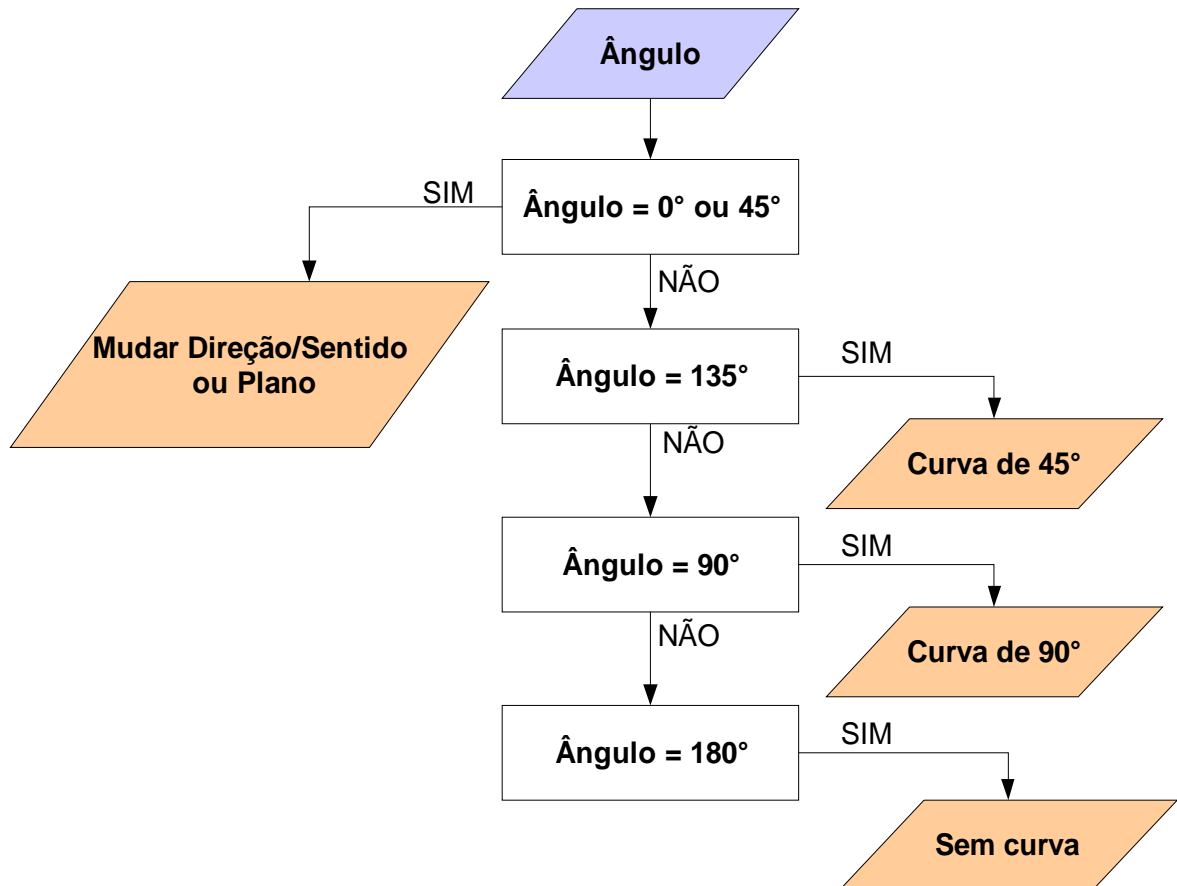 Ângulo
SIM
Ângulo = 0° ou 45°
NÃO
Mudar Direção/Sentido
ou Plano
Ângulo = 135°
SIM
NÃO
Curva de 45°
Ângulo = 90°
SIM
NÃO
Curva de 90°
Ângulo = 180°
SIM
Sem curva